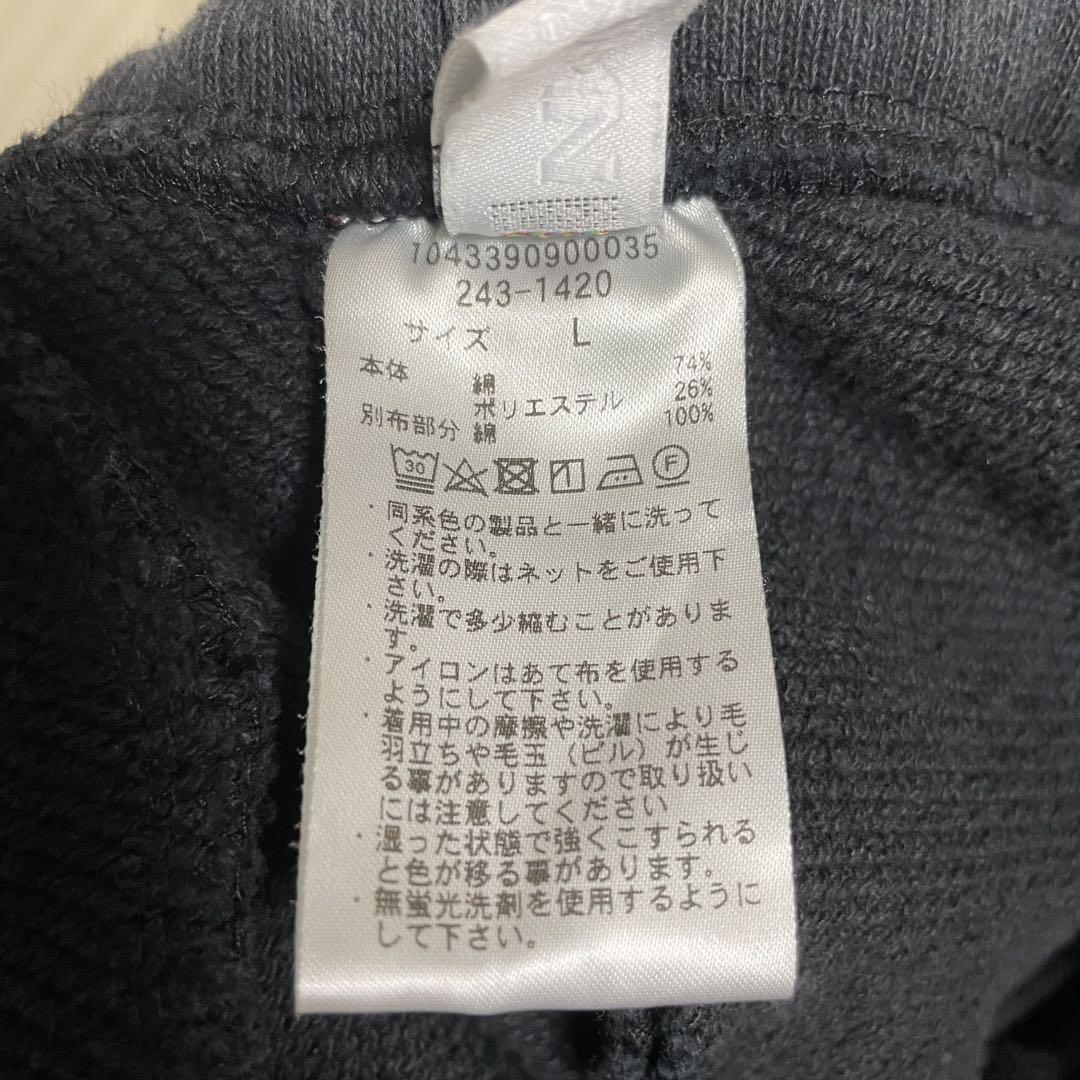 1043390900035
243-1420
サイズ L
本体 綿 74%
ポリエステル 26%
別布部分 綿 100%
30 F
・同系色の製品と一緒に洗って
ください。
・洗濯の際はネットをご使用下
さい。
・洗濯で多少縮むことがありま
す。
・アイロンはあて布を使用する
ようにして下さい。
・着用中の摩擦や洗濯により毛
羽立ちや毛玉（ピル）が生じ
る事がありますので取り扱い
には注意してください
・湿った状態で強くこすられる
と色が移る事があります。
・無蛍光洗剤を使用するように
して下さい。